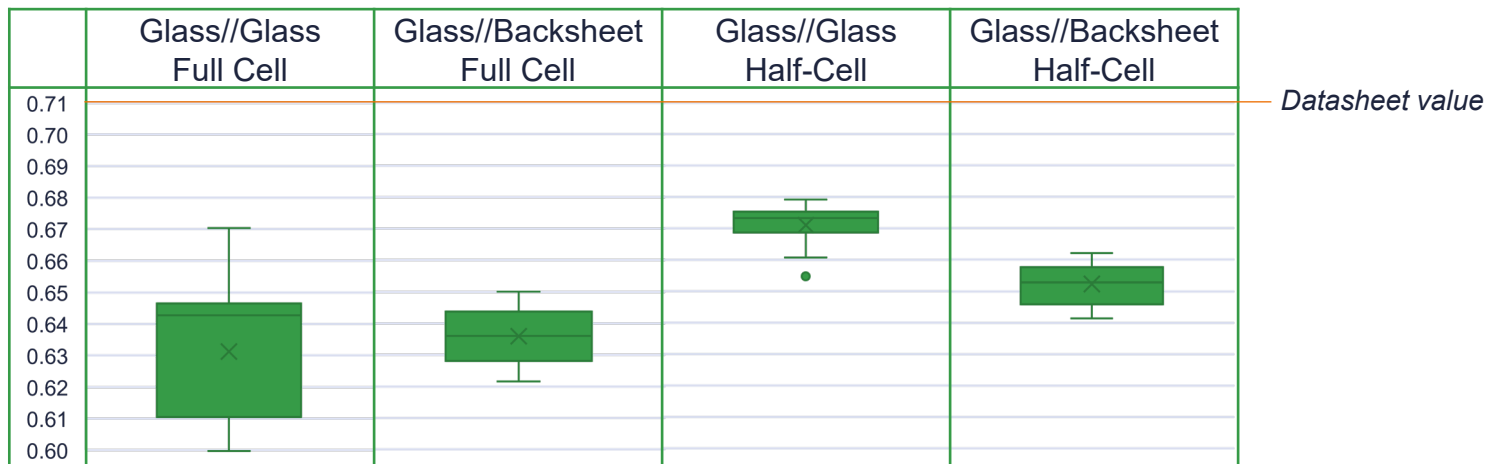 Glass//Glass
Full Cell
Glass//Backsheet
Full Cell
Glass//Glass
Half-Cell
Glass//Backsheet
Half-Cell
0.71
Datasheet value
0.70
0.69
0.68
0.67
0.66
0.65
0.64
0.63
0.62
0.61
0.60